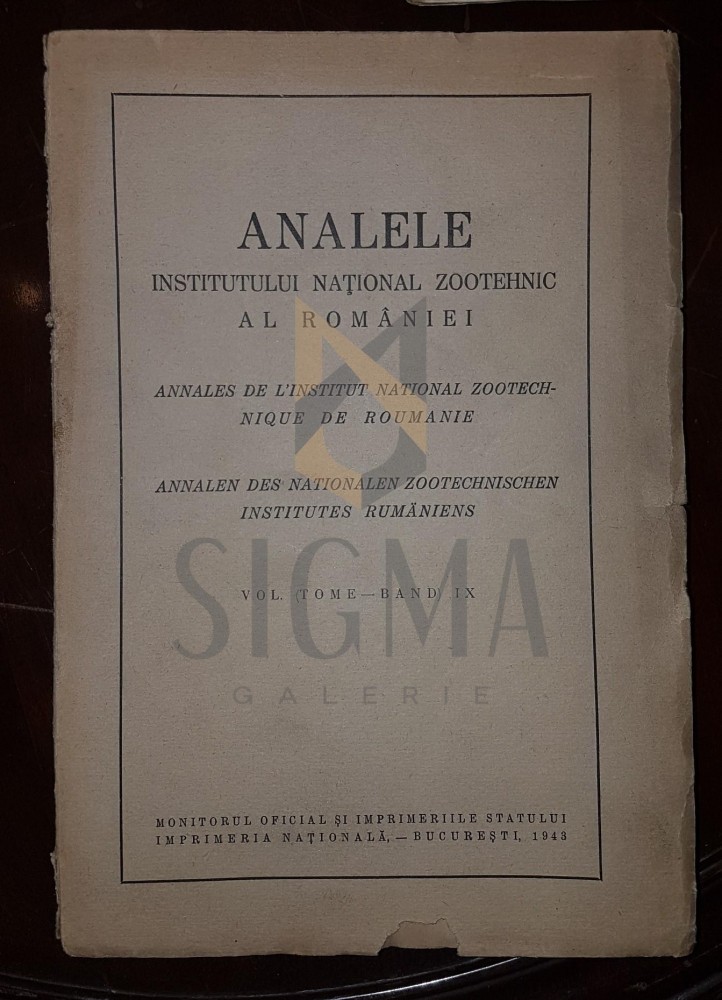 ANALELE
INSTITUTULUI NAŢIONAL ZOOTEHNIC
AL ROMÂNIEI
ANNALES DE L'INSTITUT NATIONAL ZOOTECH-
NIQUE DE ROUMANIE
ANNALEN DES NATIONALEN ZOOTECHNISCHEN
INSTITUTES RUMÄNIENS
VOL. (TOME—BAND) IX
SIGMA
GALERIE
MONITORUL OFICIAL ŞI IMPRIMERIILE STATULUI
IMPRIMERIA NAŢIONALĂ,—BUCUREŞTI, 1943